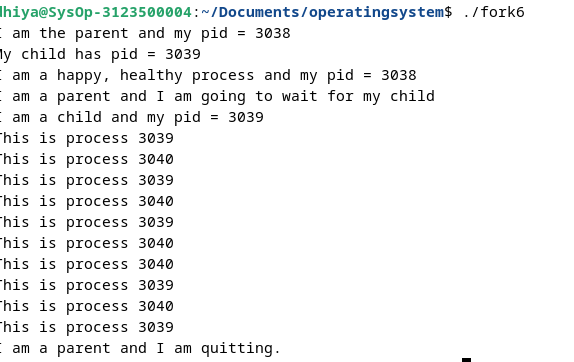 dhiya@SysOp-3123500004:~/Documents/operatingsystem$ ./fork6
I am the parent and my pid = 3038
My child has pid = 3039
I am a happy, healthy process and my pid = 3038
I am a parent and I am going to wait for my child
I am a child and my pid = 3039
This is process 3039
This is process 3040
This is process 3039
This is process 3040
This is process 3039
This is process 3040
This is process 3040
This is process 3039
This is process 3040
This is process 3039
I am a parent and I am quitting.